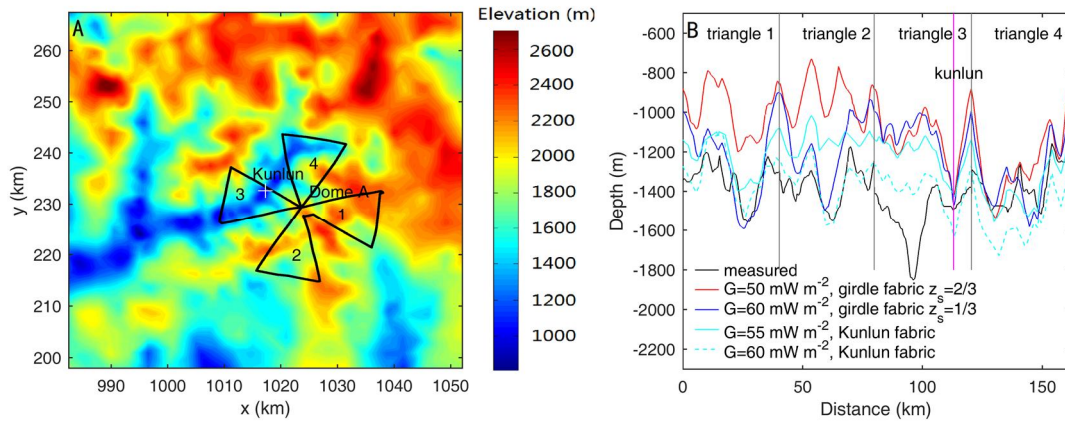 A
Elevation (m)
260
250
240
230
220
210
200
y (km)
990
1000
1010
1020
1030
1040
1050
x (km)
Kunlun
Dome A
1
2
3
4
2600
2400
2200
2000
1800
1600
1400
1200
1000
B
triangle 1
triangle 2
triangle 3
triangle 4
kunlun
-600
-800
-1000
-1200
-1400
-1600
-1800
-2000
-2200
Depth (m)
measured
G=50 mW m⁻², girdle fabric zₛ=2/3
G=60 mW m⁻², girdle fabric zₛ=1/3
G=55 mW m⁻², Kunlun fabric
G=60 mW m⁻², Kunlun fabric
0
50
100
150
Distance (km)